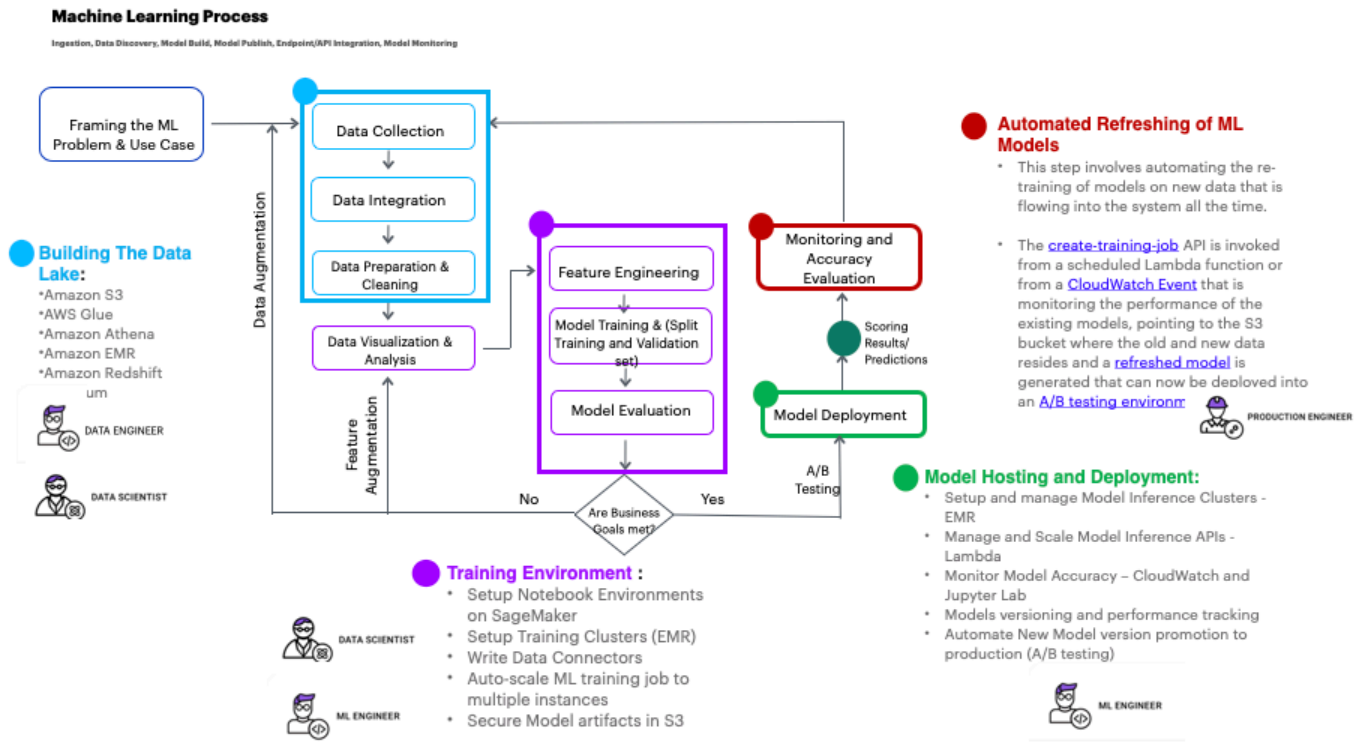 Machine Learning Process
Ingestion, Data Discovery, Model Build, Model Publish, Endpoint/API Integration, Model Monitoring
Framing the ML
Problem & Use Case
Data Collection
Data Integration
Data Preparation &
Cleaning
Data Visualization &
Analysis
Data Augmentation
Feature
Augmentation
Feature Engineering
Model Training & (Split
Training and Validation
set)
Model Evaluation
Are Business
Goals met?
No
Yes
A/B
Testing
Model Deployment
Scoring
Results/
Predictions
Monitoring and
Accuracy
Evaluation
Building The Data
Lake:
•Amazon S3
•AWS Glue
•Amazon Athena
•Amazon EMR
•Amazon Redshift
um
DATA ENGINEER
DATA SCIENTIST
Training Environment :
• Setup Notebook Environments
on SageMaker
• Setup Training Clusters (EMR)
• Write Data Connectors
• Auto-scale ML training job to
multiple instances
• Secure Model artifacts in S3
DATA SCIENTIST
ML ENGINEER
Automated Refreshing of ML
Models
• This step involves automating the re-
training of models on new data that is
flowing into the system all the time.
• The create-training-job API is invoked
from a scheduled Lambda function or
from a CloudWatch Event that is
monitoring the performance of the
existing models, pointing to the S3
bucket where the old and new data
resides and a refreshed model is
generated that can now be deployed into
an A/B testing environm
PRODUCTION ENGINEER
Model Hosting and Deployment:
• Setup and manage Model Inference Clusters -
EMR
• Manage and Scale Model Inference APIs -
Lambda
• Monitor Model Accuracy – CloudWatch and
Jupyter Lab
• Models versioning and performance tracking
• Automate New Model version promotion to
production (A/B testing)
ML ENGINEER